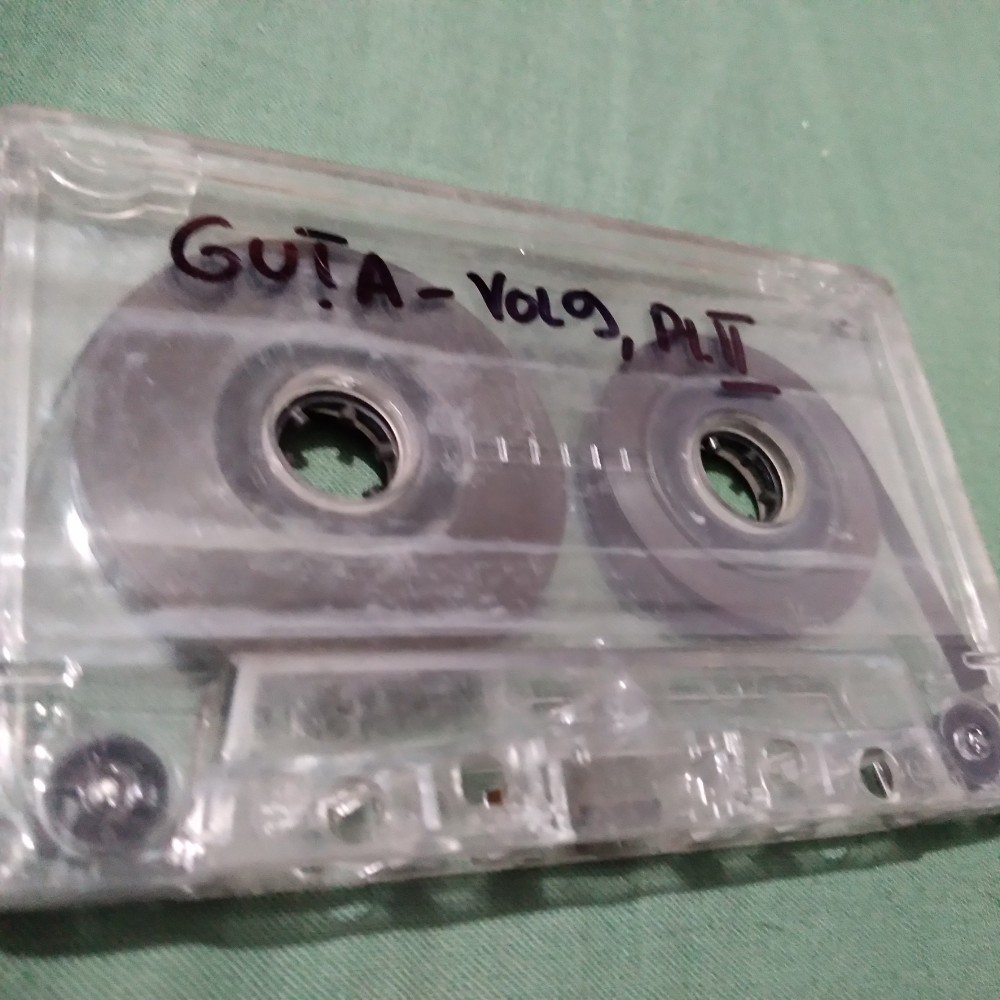 GUȚA - VOL 9, Pt II